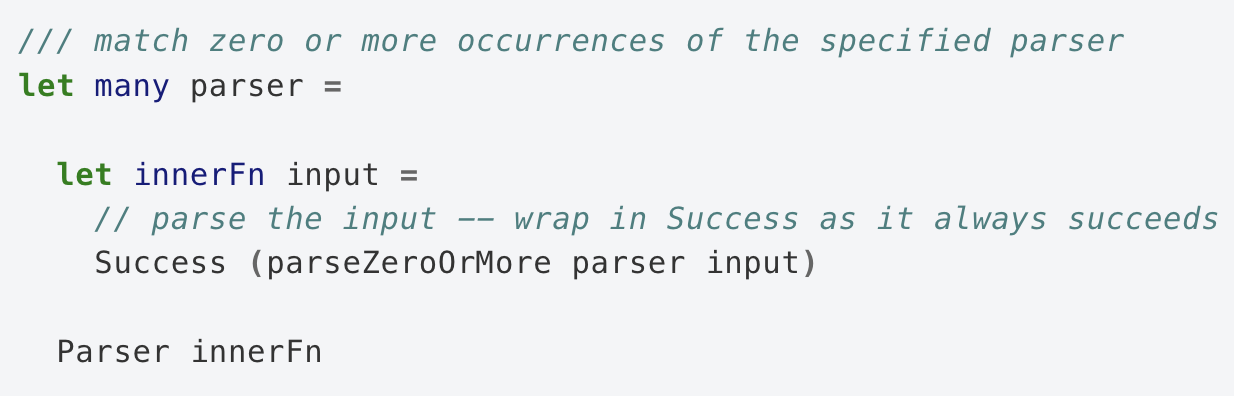 /// match zero or more occurrences of the specified parser
let many parser =
let innerFn input =
// parse the input -- wrap in Success as it always succeeds
Success (parseZeroOrMore parser input)
Parser innerFn